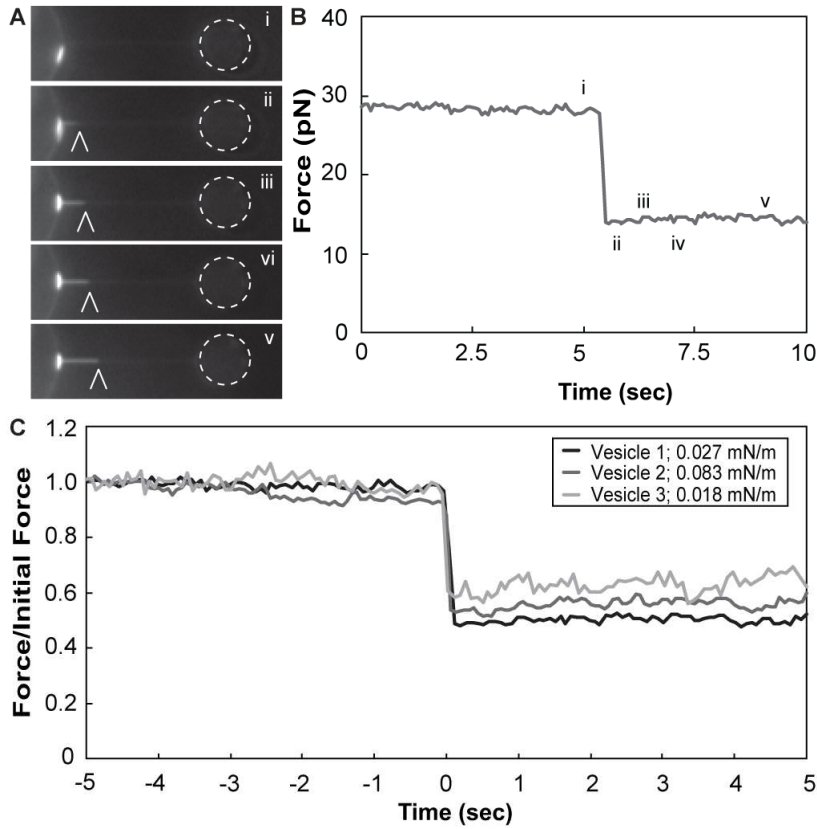 A
i
ii
iii
vi
v
B
40
30
20
10
0
Force (pN)
i
iii
v
ii
iv
0
2.5
5
7.5
10
Time (sec)
C
1.2
1.0
0.8
0.6
0.4
0.2
0
Force/Initial Force
Vesicle 1; 0.027 mN/m
Vesicle 2; 0.083 mN/m
Vesicle 3; 0.018 mN/m
-5
-4
-3
-2
-1
0
1
2
3
4
5
Time (sec)